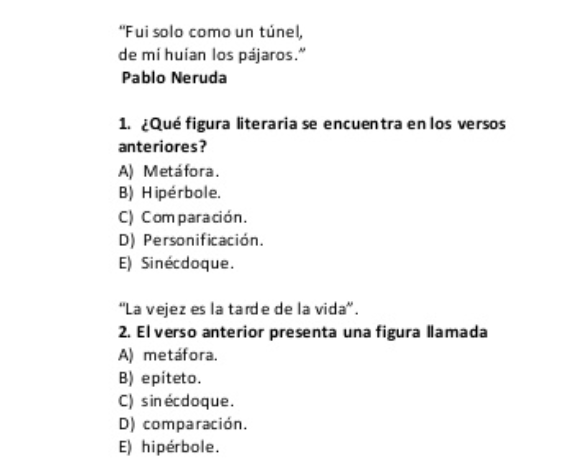 “Fui solo como un túnel,
de mí huían los pájaros.”
Pablo Neruda
1. ¿Qué figura literaria se encuentra en los versos
anteriores?
A) Metáfora.
B) Hipérbole.
C) Comparación.
D) Personificación.
E) Sinécdoque.
“La vejez es la tarde de la vida”.
2. El verso anterior presenta una figura llamada
A) metáfora.
B) epíteto.
C) sinécdoque.
D) comparación.
E) hipérbole.